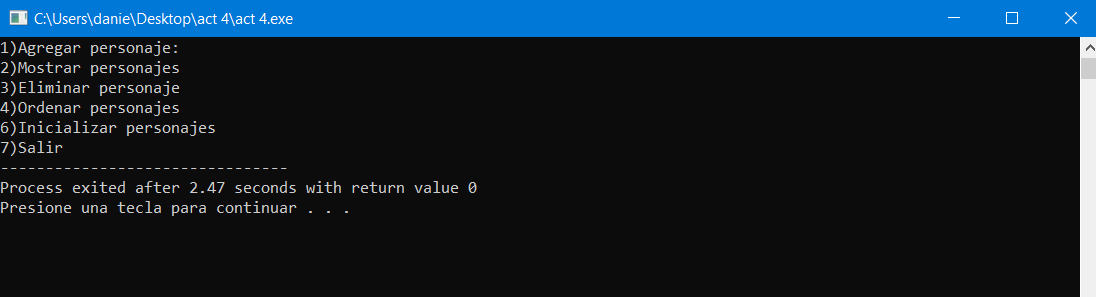 C:\Users\danie\Desktop\act 4\act 4.exe
1)Agregar personaje:
2)Mostrar personajes
3)Eliminar personaje
4)Ordenar personajes
6)Inicializar personajes
7)Salir
--------------------------------
Process exited after 2.47 seconds with return value 0
Presione una tecla para continuar . . .